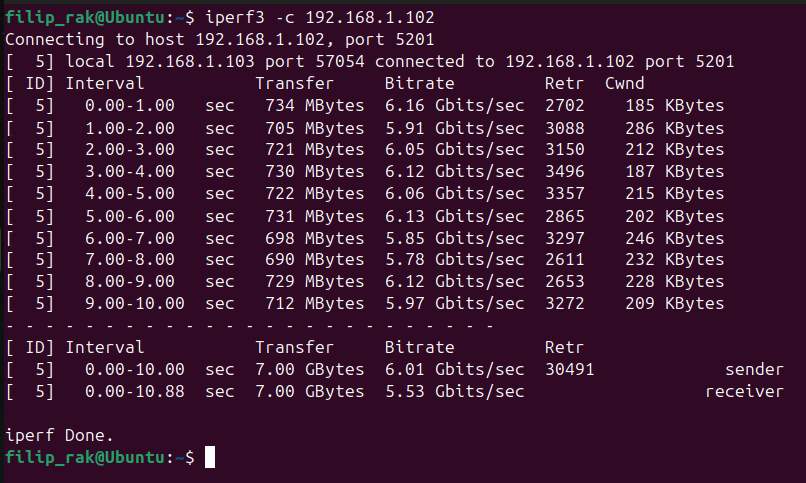 filip_rak@Ubuntu:~$ iperf3 -c 192.168.1.102
Connecting to host 192.168.1.102, port 5201
[  5] local 192.168.1.103 port 57054 connected to 192.168.1.102 port 5201
[ ID] Interval           Transfer     Bitrate         Retr  Cwnd
[  5]   0.00-1.00   sec   734 MBytes  6.16 Gbits/sec  2702    185 KBytes
[  5]   1.00-2.00   sec   705 MBytes  5.91 Gbits/sec  3088    286 KBytes
[  5]   2.00-3.00   sec   721 MBytes  6.05 Gbits/sec  3150    212 KBytes
[  5]   3.00-4.00   sec   730 MBytes  6.12 Gbits/sec  3496    187 KBytes
[  5]   4.00-5.00   sec   722 MBytes  6.06 Gbits/sec  3357    215 KBytes
[  5]   5.00-6.00   sec   731 MBytes  6.13 Gbits/sec  2865    202 KBytes
[  5]   6.00-7.00   sec   698 MBytes  5.85 Gbits/sec  3297    246 KBytes
[  5]   7.00-8.00   sec   690 MBytes  5.78 Gbits/sec  2611    232 KBytes
[  5]   8.00-9.00   sec   729 MBytes  6.12 Gbits/sec  2653    228 KBytes
[  5]   9.00-10.00  sec   712 MBytes  5.97 Gbits/sec  3272    209 KBytes
- - - - - - - - - - - - - - - - - - - - - - - - -
[ ID] Interval           Transfer     Bitrate         Retr
[  5]   0.00-10.00  sec  7.00 GBytes  6.01 Gbits/sec  30491             sender
[  5]   0.00-10.88  sec  7.00 GBytes  5.53 Gbits/sec                  receiver

iperf Done.
filip_rak@Ubuntu:~$